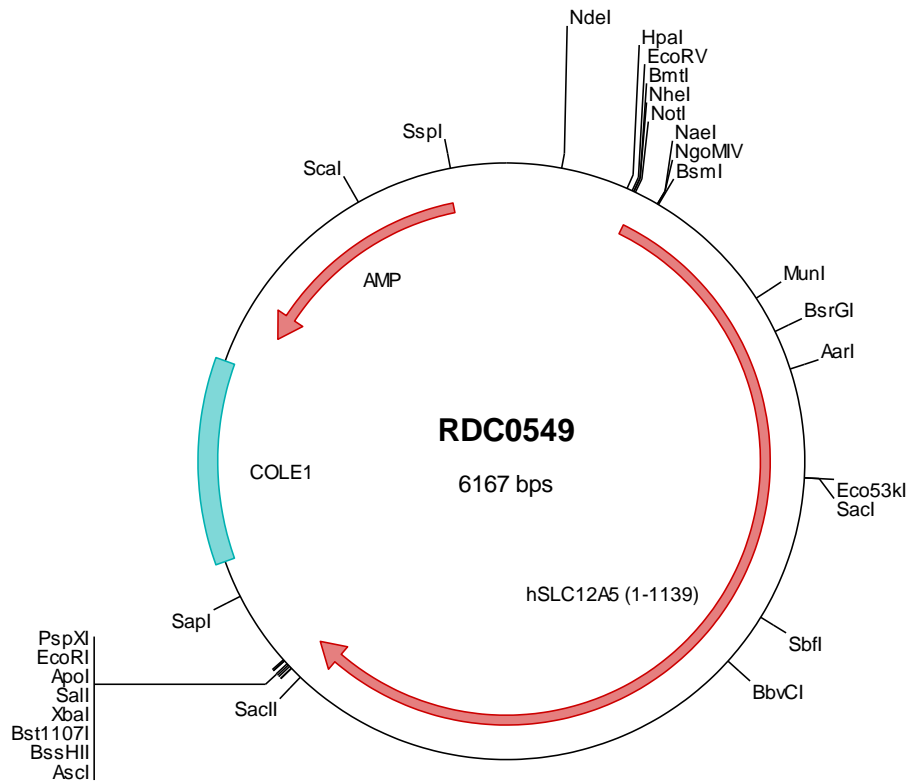 NdeI
HpaI
EcoRV
BmtI
NheI
NotI
NaeI
NgoMIV
BsmI
SspI
ScaI
AMP
MunI
BsrGI
AarI
RDC0549
6167 bps
COLE1
Eco53kI
SacI
hSLC12A5 (1-1139)
SapI
SbfI
BbvCI
SacII
PspXI
EcoRI
ApoI
SalI
XbaI
Bst1107I
BssHII
AscI